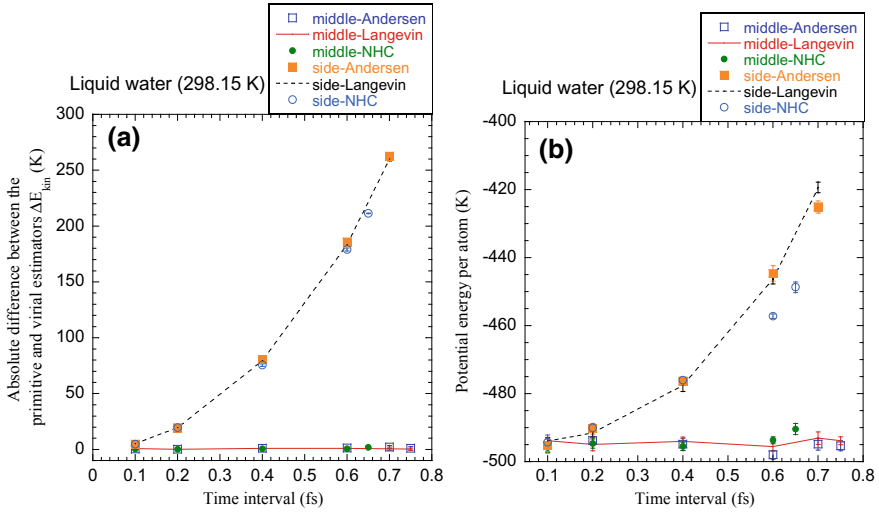 middle-Andersen
middle-Langevin
middle-NHC
side-Andersen
side-Langevin
side-NHC
Liquid water (298.15 K)
(a)
Absolute difference between the
primitive and virial estimators ΔE_kin (K)
300
250
200
150
100
50
0
0 0.1 0.2 0.3 0.4 0.5 0.6 0.7 0.8
Time interval (fs)
middle-Andersen
middle-Langevin
middle-NHC
side-Andersen
side-Langevin
side-NHC
Liquid water (298.15 K)
(b)
Potential energy per atom (K)
-400
-420
-440
-460
-480
-500
0.1 0.2 0.3 0.4 0.5 0.6 0.7 0.8
Time interval (fs)